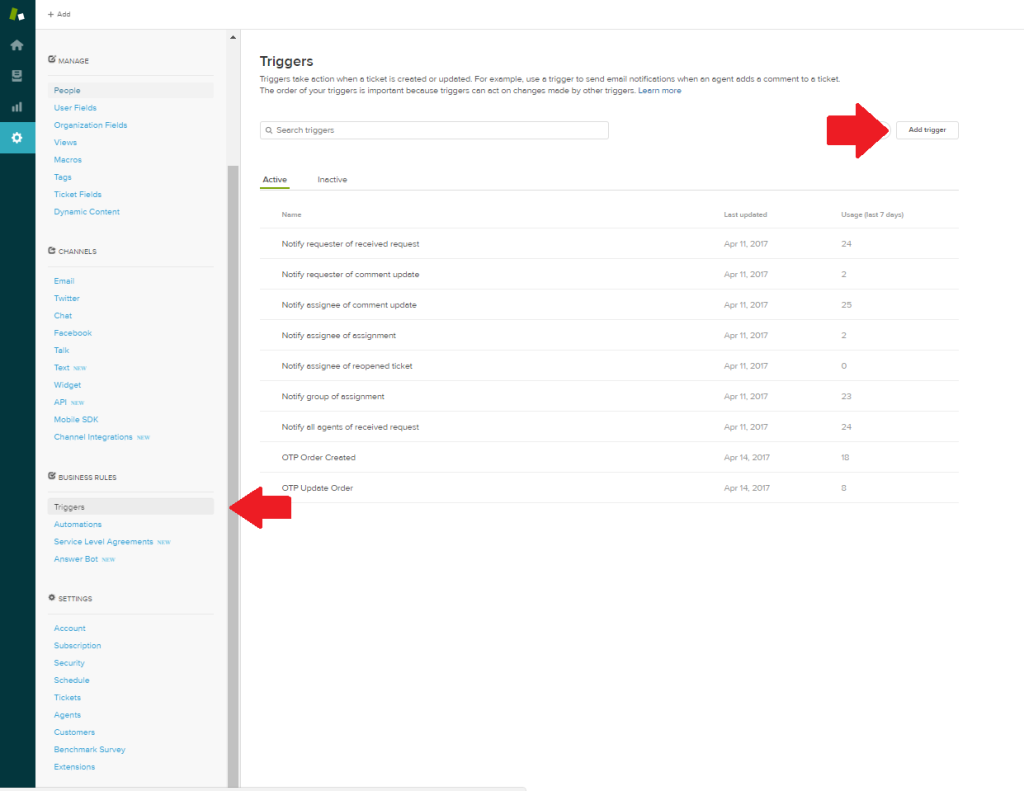 + Add
MANAGE
People
User Fields
Organization Fields
Views
Macros
Tags
Ticket Fields
Dynamic Content
CHANNELS
Email
Twitter
Chat
Facebook
Talk
Text NEW
Widget
API NEW
Mobile SDK
Channel Integrations NEW
BUSINESS RULES
Triggers
Automations
Service Level Agreements NEW
Answer Bot NEW
SETTINGS
Account
Subscription
Security
Schedule
Tickets
Agents
Customers
Benchmark Survey
Extensions
Triggers
Triggers take action when a ticket is created or updated. For example, use a trigger to send email notifications when an agent adds a comment to a ticket.
The order of your triggers is important because triggers can act on changes made by other triggers. Learn more
Search triggers
Add trigger
Active Inactive
Name Last updated Usage (last 7 days)
Notify requester of received request Apr 11, 2017 24
Notify requester of comment update Apr 11, 2017 2
Notify assignee of comment update Apr 11, 2017 25
Notify assignee of assignment Apr 11, 2017 2
Notify assignee of reopened ticket Apr 11, 2017 0
Notify group of assignment Apr 11, 2017 23
Notify all agents of received request Apr 11, 2017 24
OTP Order Created Apr 14, 2017 18
OTP Update Order Apr 14, 2017 8